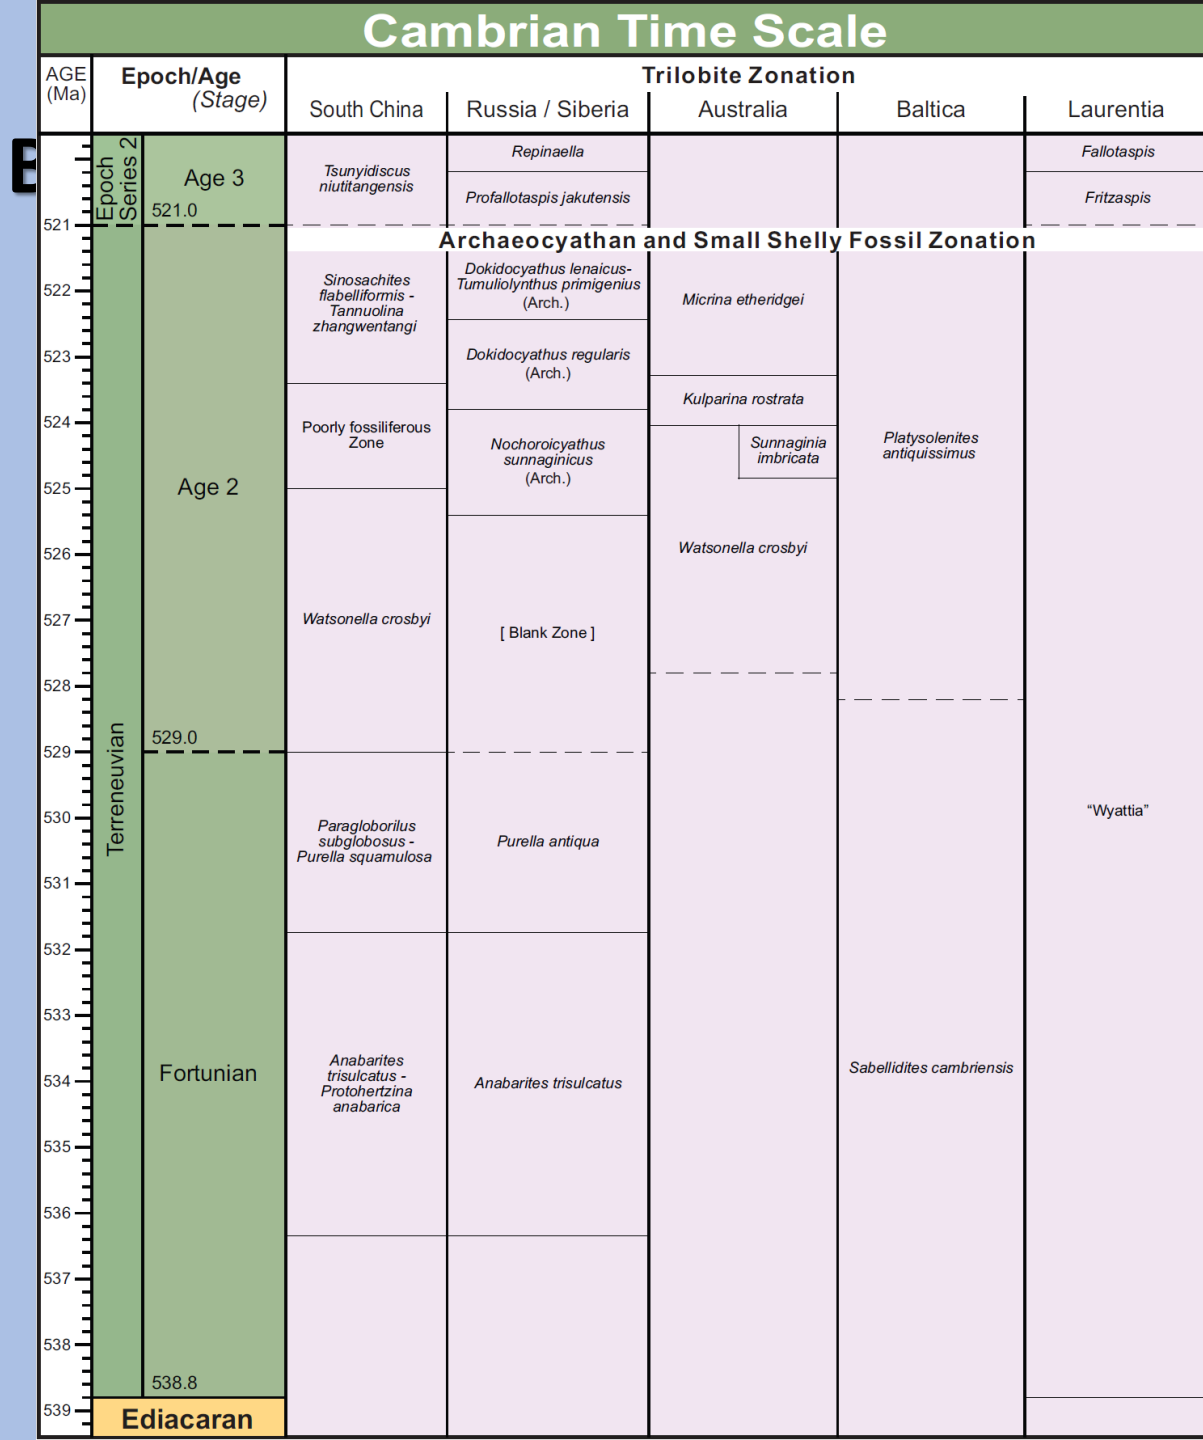 Cambrian Time Scale
AGE
(Ma)
Epoch/Age
(Stage)
Trilobite Zonation
South China
Russia / Siberia
Australia
Baltica
Laurentia
Epoch
Series 2
Age 3
521.0
Tsunyidiscus
niutitangensis
Repinaella
Profallotaspis jakutensis
Fallotaspis
Fritzaspis
Archaeocyathan and Small Shelly Fossil Zonation
521
522
523
524
525
526
527
528
529
530
531
532
533
534
535
536
537
538
539
Terreneuvian
Age 2
529.0
Fortunian
538.8
Ediacaran
Sinosachites
flabelliformis -
Tannuolina
zhangwentangi
Poorly fossiliferous
Zone
Watsonella crosbyi
Paragloborilus
subglobosus -
Purella squamulosa
Anabarites
trisulcatus -
Protohertzina
anabarica
Dokidocyathus lenaicus-
Tumuliolynthus primigenius
(Arch.)
Dokidocyathus regularis
(Arch.)
Nochoroicyathus
sunnaginicus
(Arch.)
[ Blank Zone ]
Purella antiqua
Anabarites trisulcatus
Micrina etheridgei
Kulparina rostrata
Sunnaginia
imbricata
Watsonella crosbyi
Platysolenites
antiquissimus
Sabellidites cambriensis
“Wyattia”